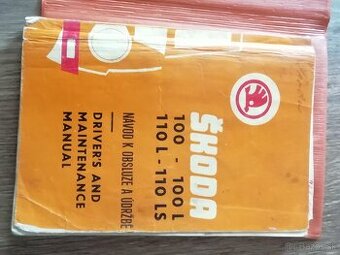 ŠKODA
100 - 100 L
110 L - 110 LS
NÁVOD K OBSLUZE A ÚDRŽBĚ
DRIVER'S AND
MAINTENANCE
MANUAL